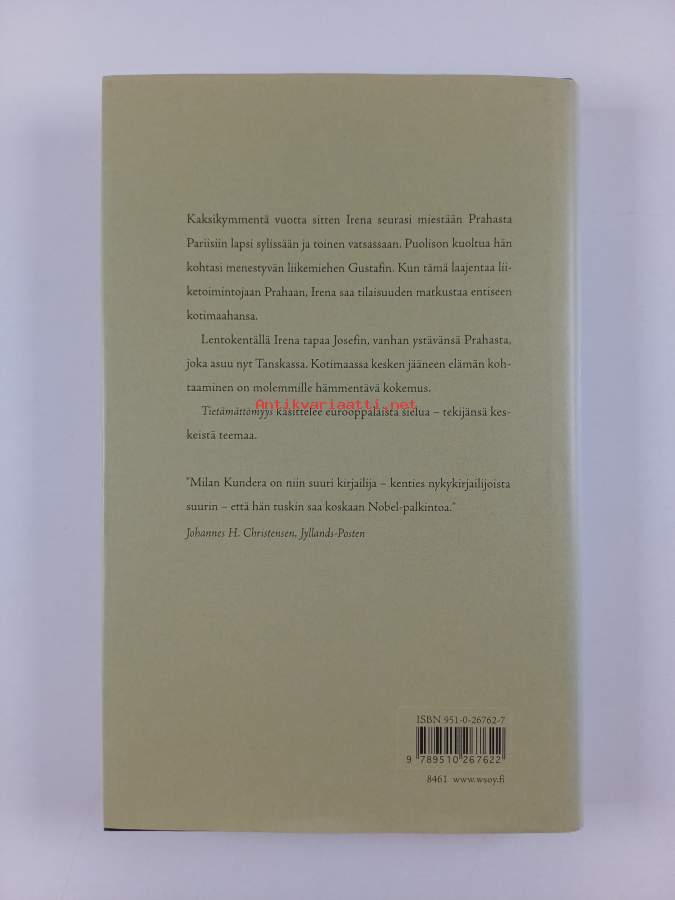 Kaksikymmentä vuotta sitten Irena seurasi miestään Prahasta
Pariisiin lapsi sylissään ja toinen vatsassaan. Puolison kuoltua hän
kohtasi menestyvän liikemiehen Gustafin. Kun tämä laajentaa lii-
ketoimintojaan Prahaan, Irena saa tilaisuuden matkustaa entiseen
kotimaahansa.
Lentokentällä Irena tapaa Josefin, vanhan ystävänsä Prahasta,
joka asuu nyt Tanskassa. Kotimaassa kesken jääneen elämän koh-
taaminen on molemmille hämmentävä kokemus.
Antikvariaatti.net
Tietämättömyys käsittelee eurooppalaista sielua – tekijänsä kes-
keistä teemaa.
"Milan Kundera on niin suuri kirjailija – kenties nykykirjailijoista
suurin – että hän tuskin saa koskaan Nobel-palkintoa."
Johannes H. Christensen, Jyllands-Posten
ISBN 951-0-26762-7
9 789510 267622
8461 www.wsoy.fi